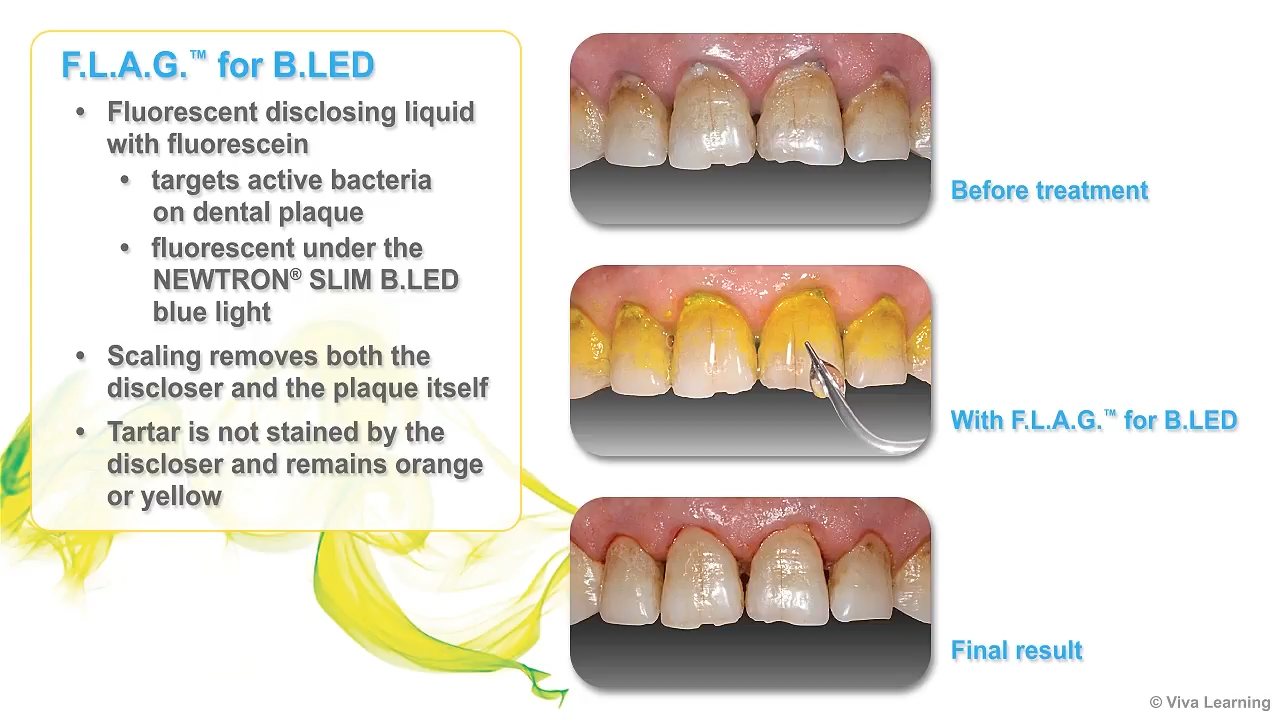 F.L.A.G.™ for B.LED
• Fluorescent disclosing liquid
with fluorescein
• targets active bacteria
on dental plaque
• fluorescent under the
NEWTRON® SLIM B.LED
blue light
• Scaling removes both the
discloser and the plaque itself
• Tartar is not stained by the
discloser and remains orange
or yellow
Before treatment
With F.L.A.G.™ for B.LED
Final result
© Viva Learning